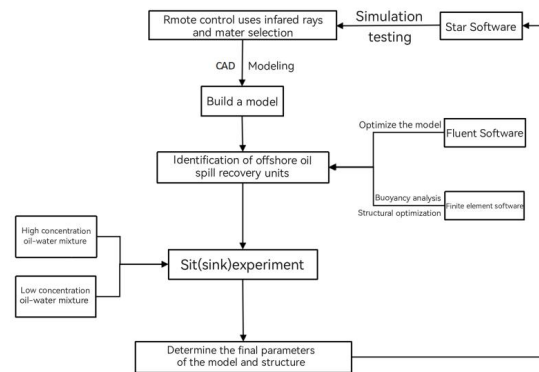 Rmote control uses infared rays
and mater selection
Simulation
testing
Star Software
CAD Modeling
Build a model
Optimize the model
Fluent Software
Identification of offshore oil
spill recovery units
Buoyancy analysis
Structural optimization
Finite element software
High concentration
oil-water mixture
Sit(sink)experiment
Low concentration
oil-water mixture
Determine the final parameters
of the model and structure